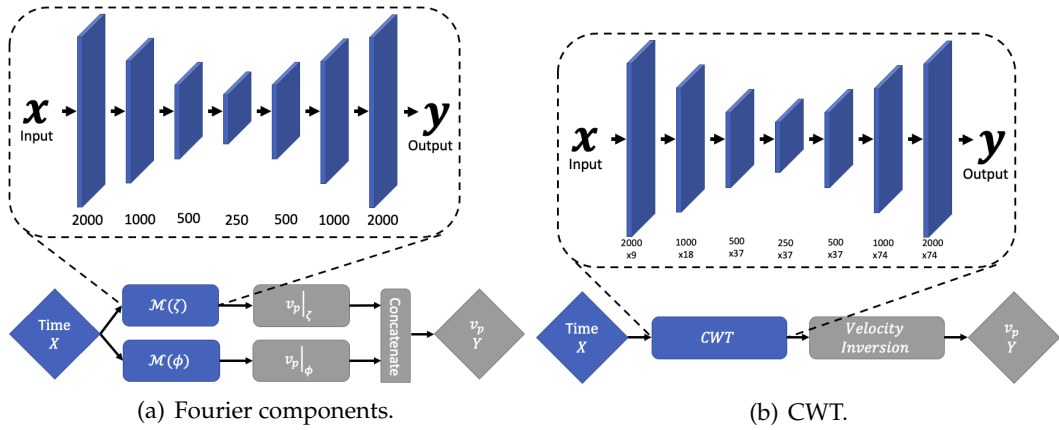 x
Input
y
Output
2000 1000 500 250 500 1000 2000
Time
X
ℳ(ζ)
v_p|_ζ
ℳ(ϕ)
v_p|_ϕ
Concatenate
v_p
Y
(a) Fourier components.
x
Input
y
Output
2000 1000 500 250 500 1000 2000
x9 x18 x37 x37 x37 x74 x74
Time
X
CWT
Velocity
Inversion
v_p
Y
(b) CWT.